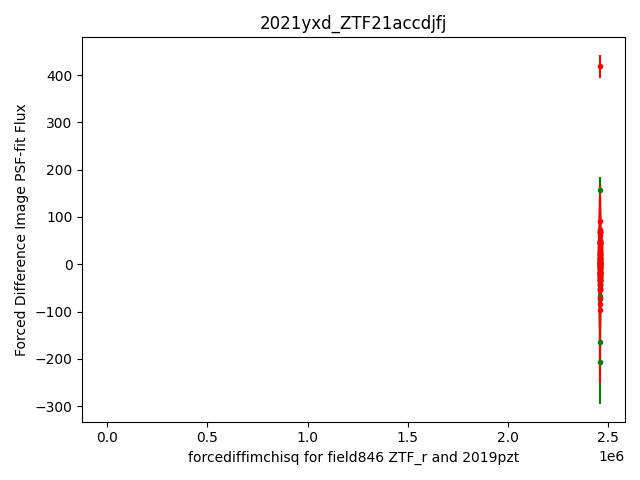 2021yxd_ZTF21accdjfj
Forced Difference Image PSF-fit Flux
400
300
200
100
0
−100
−200
−300
0.0 0.5 1.0 1.5 2.0 2.5
1e6
forcediffimchisq for field846 ZTF_r and 2019pzt